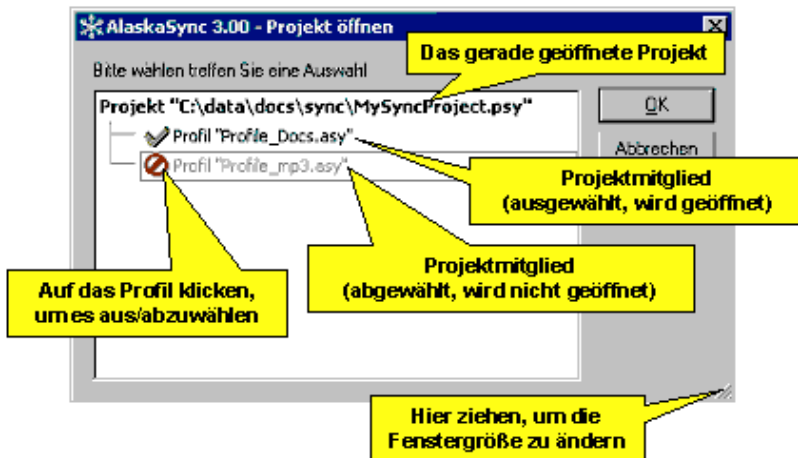 AlaskaSync 3.00 - Projekt öffnen
Das gerade geöffnete Projekt
Bitte wählen treffen Sie eine Auswahl
Projekt "C:\data\docs\sync\MySyncProject.psy"
OK
Profil "Profile_Docs.asy"
Abbrechen
Profil "Profile_mp3.asy"
Projektmitglied
(ausgewählt, wird geöffnet)
Projektmitglied
(abgewählt, wird nicht geöffnet)
Auf das Profil klicken,
um es aus/abzuwählen
Hier ziehen, um die
Fenstergröße zu ändern